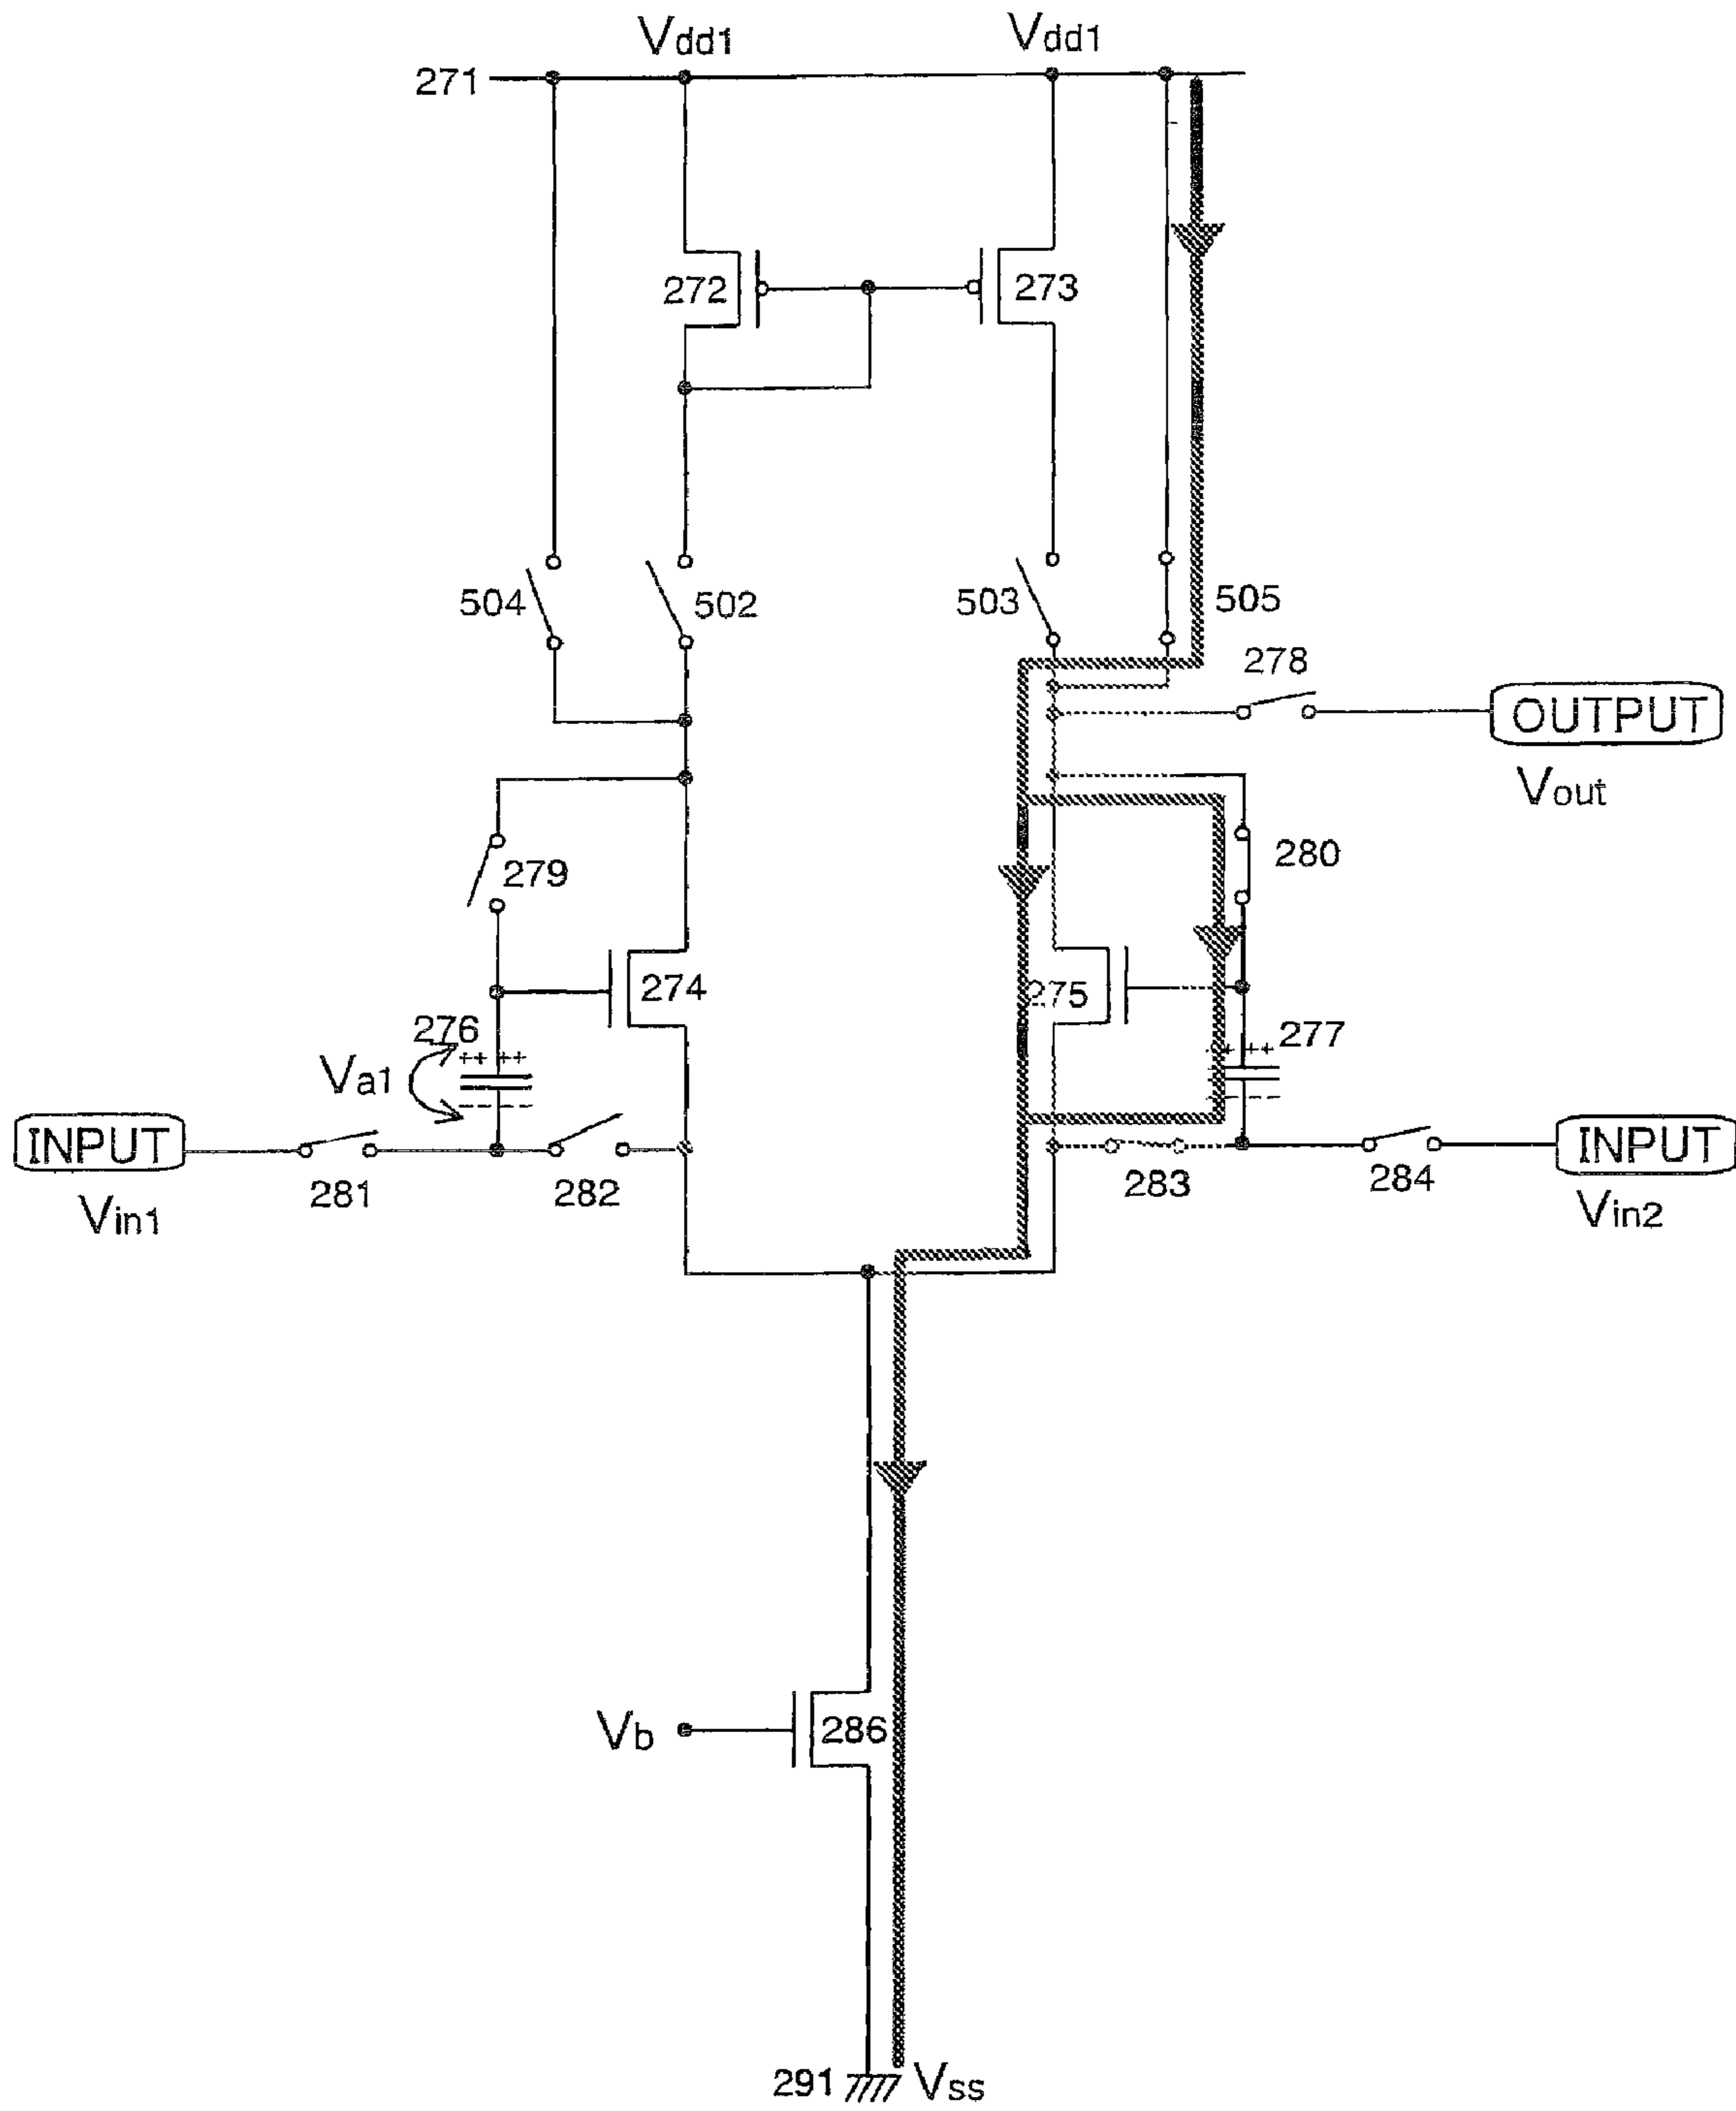 Vdd1
Vdd1
271
272
273
504
502
503
505
278
OUTPUT
Vout
279
280
274
275
276
277
++ ++
++ ++
Va1
INPUT
INPUT
281
282
283
284
Vin1
Vin2
Vb
286
291
Vss